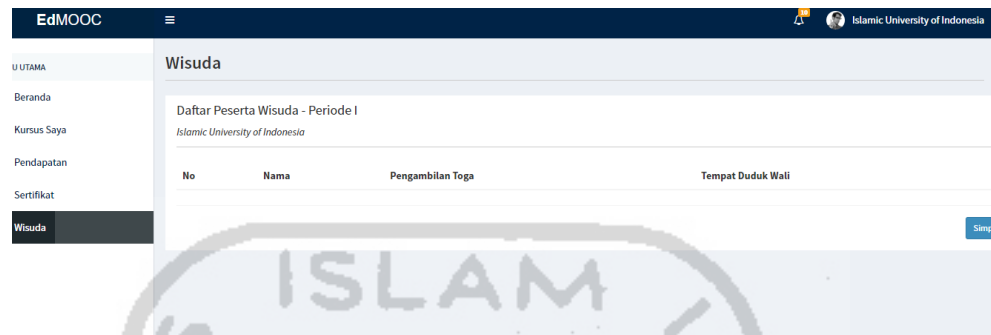 EdMOOC
10
Islamic University of Indonesia
U UTAMA
Beranda
Kursus Saya
Pendapatan
Sertifikat
Wisuda
Wisuda
Daftar Peserta Wisuda - Periode I
Islamic University of Indonesia
No Nama Pengambilan Toga Tempat Duduk Wali
Simp
ISLAM